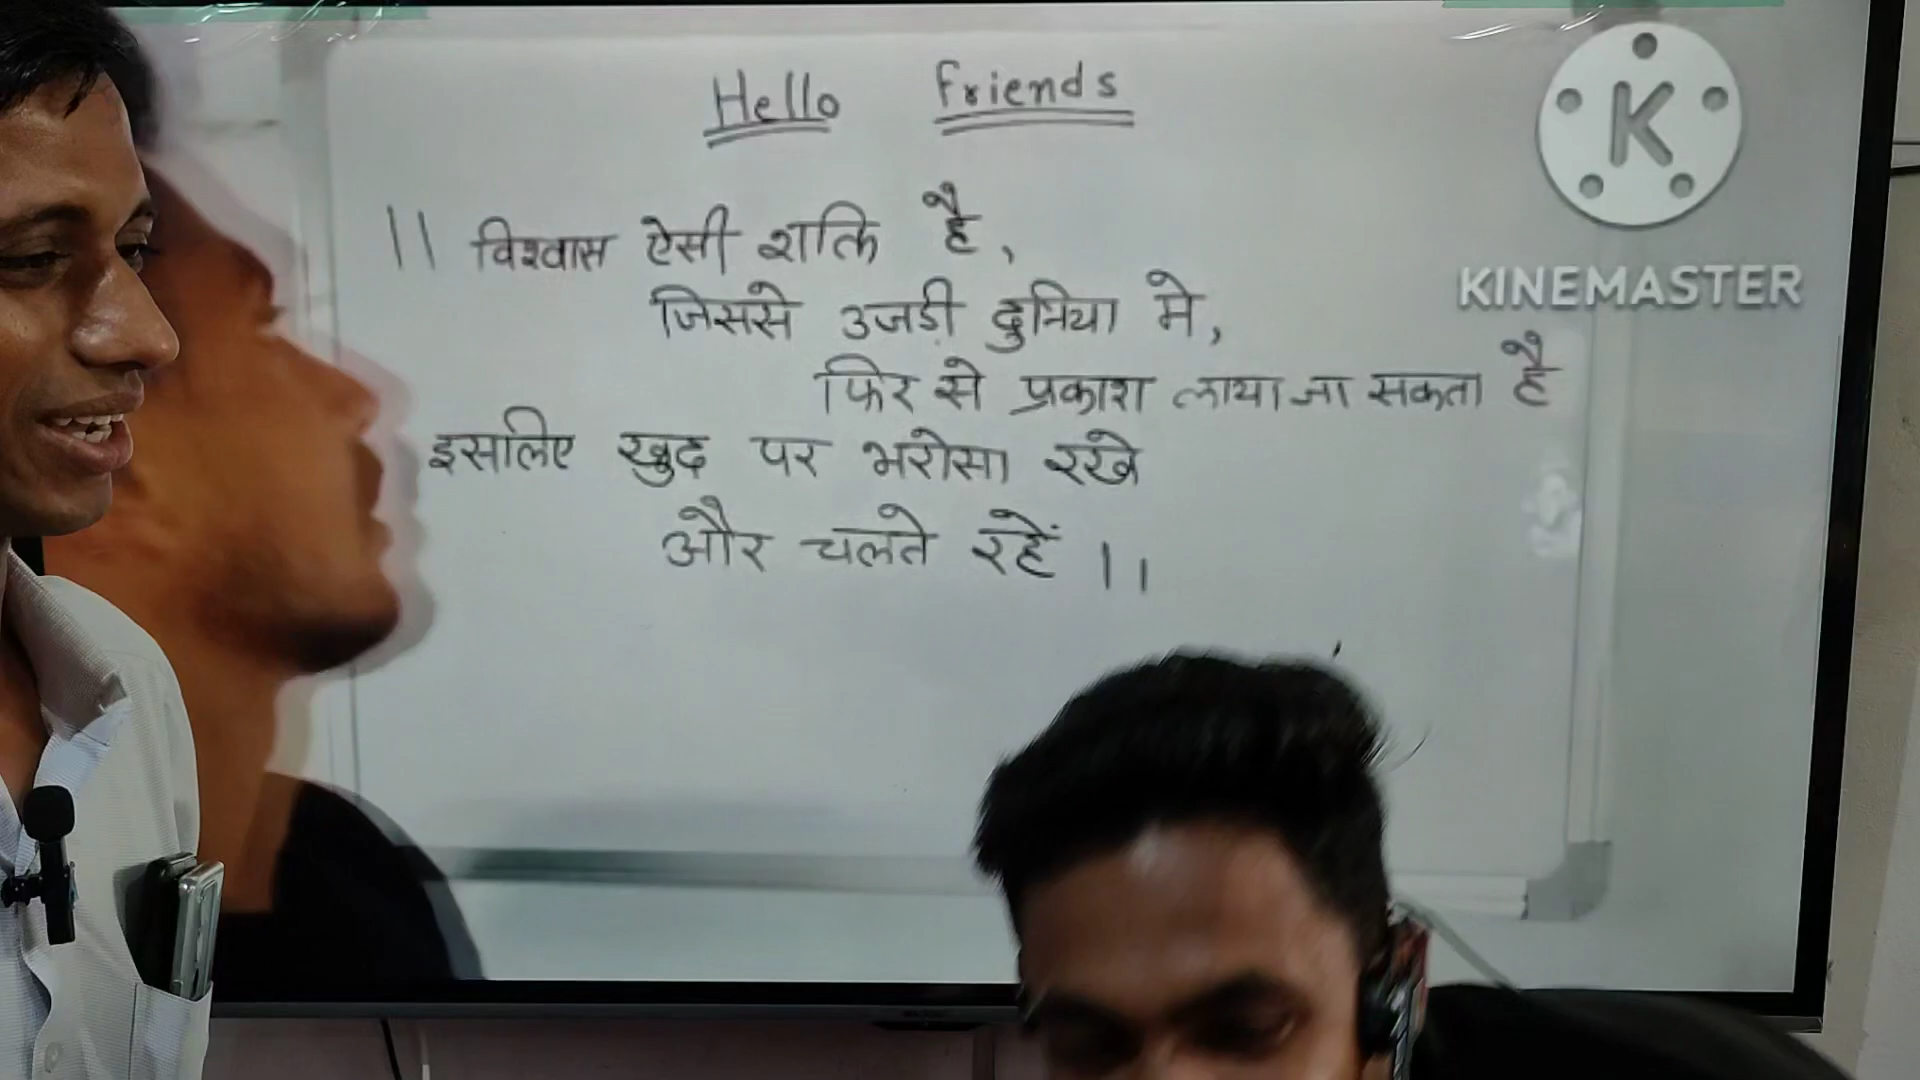 Hello Friends
|| विश्वास ऐसी शक्ति है,
जिससे उजड़ी दुनिया मे,
फिर से प्रकाश लाया जा सकता है
इसलिए खुद पर भरोसा रखे
और चलते रहें ||
K
KINEMASTER